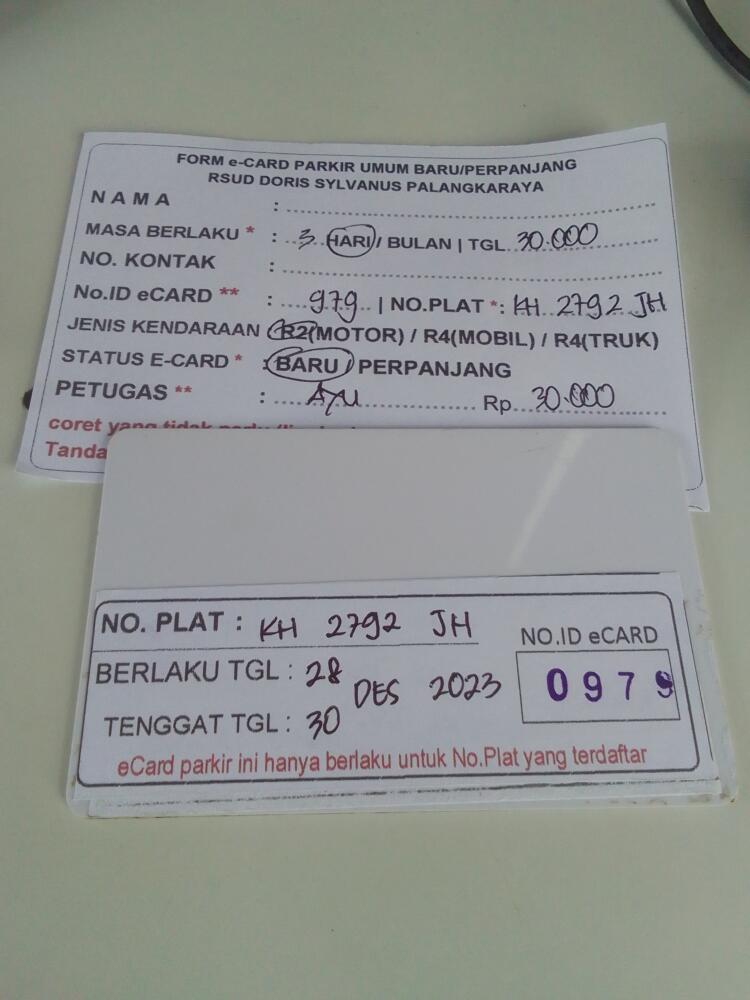 FORM e-CARD PARKIR UMUM BARU/PERPANJANG
RSUD DORIS SYLVANUS PALANGKARAYA
NAMA :
MASA BERLAKU * : 3 HARI / BULAN | TGL 30.000
NO. KONTAK :
No.ID eCARD ** : 979 | NO.PLAT * : KH 2792 JH
JENIS KENDARAAN R2(MOTOR) / R4(MOBIL) / R4(TRUK)
STATUS E-CARD * : BARU / PERPANJANG
PETUGAS ** : AYU Rp 30.000
coret yang tidak
Tanda
NO. PLAT : KH 2792 JH
NO.ID eCARD
BERLAKU TGL : 28
DES 2023
0979
TENGGAT TGL : 30
eCard parkir ini hanya berlaku untuk No.Plat yang terdaftar